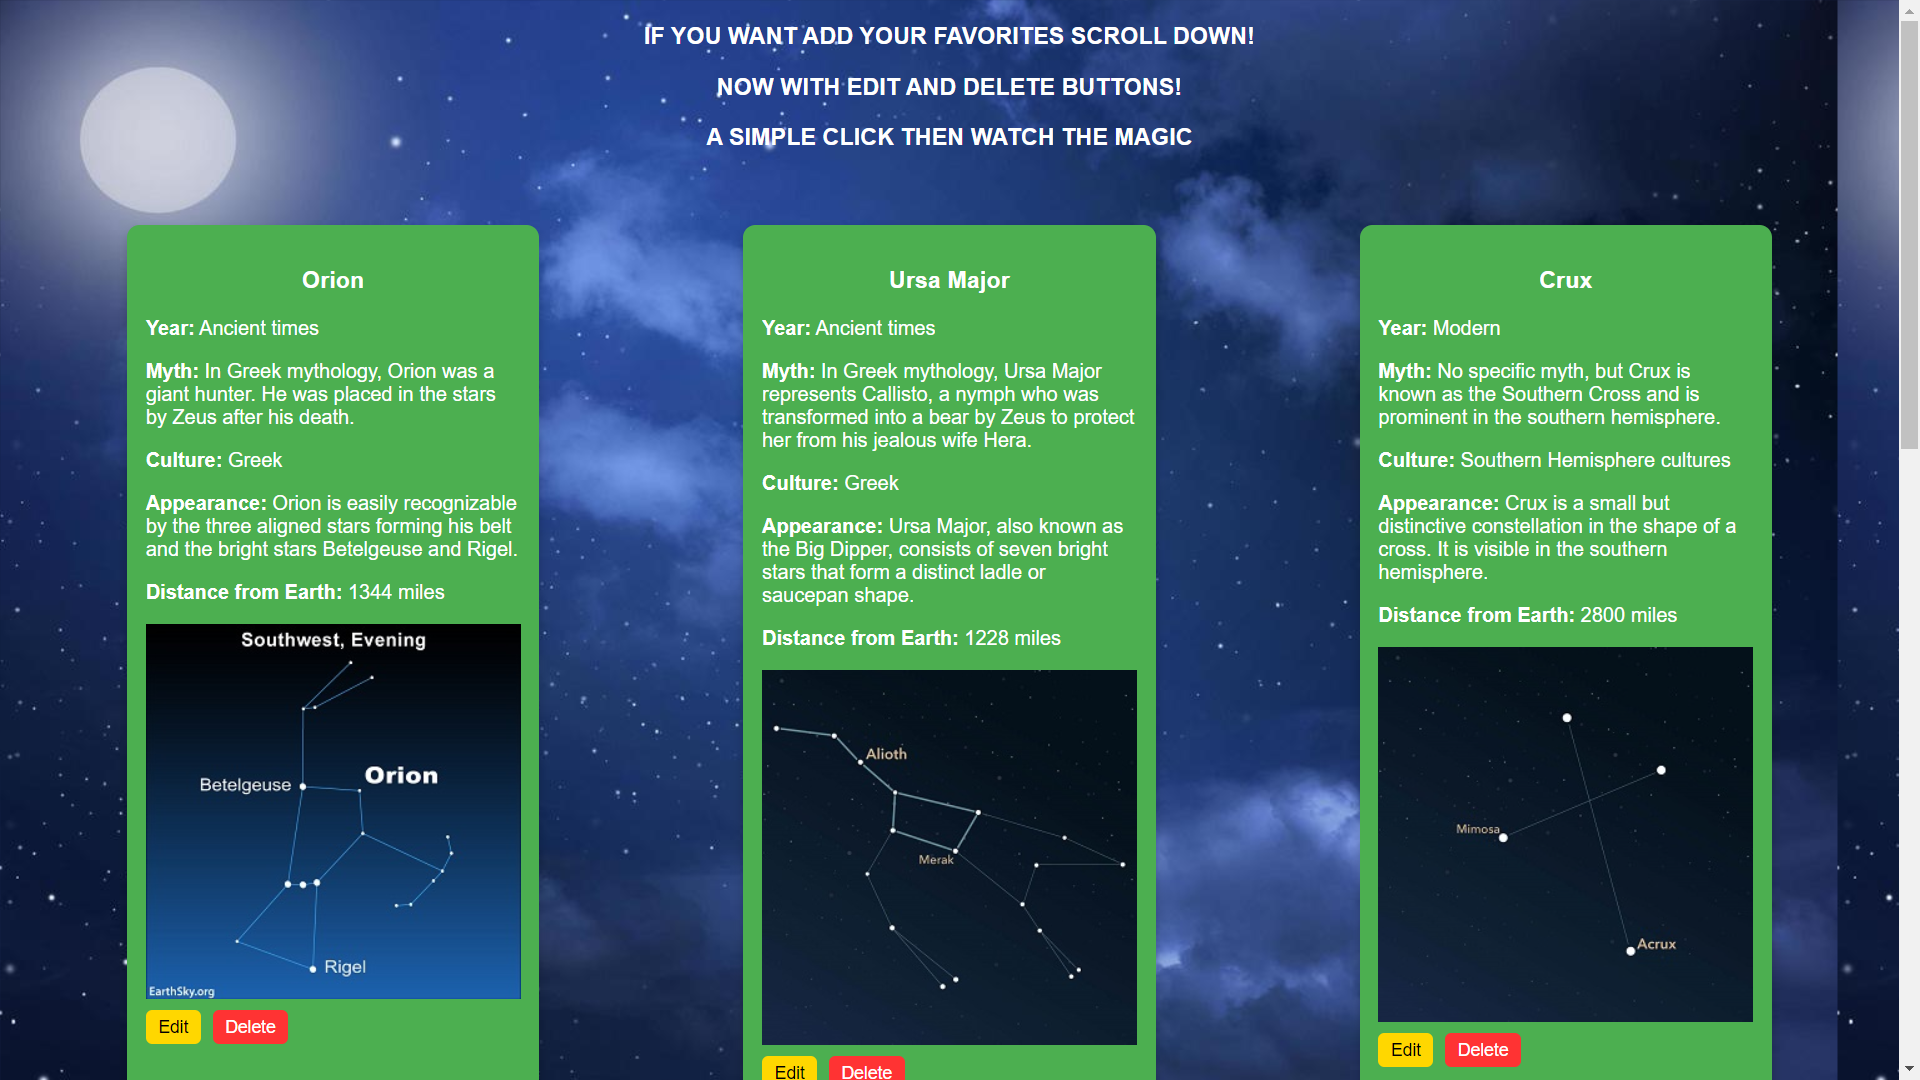 IF YOU WANT ADD YOUR FAVORITES SCROLL DOWN!
NOW WITH EDIT AND DELETE BUTTONS!
A SIMPLE CLICK THEN WATCH THE MAGIC
Orion
Year: Ancient times
Myth: In Greek mythology, Orion was a
giant hunter. He was placed in the stars
by Zeus after his death.
Culture: Greek
Appearance: Orion is easily recognizable
by the three aligned stars forming his belt
and the bright stars Betelgeuse and Rigel.
Distance from Earth: 1344 miles
Southwest, Evening
Orion
Betelgeuse
Rigel
EarthSky.org
Edit
Delete
Ursa Major
Year: Ancient times
Myth: In Greek mythology, Ursa Major
represents Callisto, a nymph who was
transformed into a bear by Zeus to protect
her from his jealous wife Hera.
Culture: Greek
Appearance: Ursa Major, also known as
the Big Dipper, consists of seven bright
stars that form a distinct ladle or
saucepan shape.
Distance from Earth: 1228 miles
Alioth
Merak
Edit
Delete
Crux
Year: Modern
Myth: No specific myth, but Crux is
known as the Southern Cross and is
prominent in the southern hemisphere.
Culture: Southern Hemisphere cultures
Appearance: Crux is a small but
distinctive constellation in the shape of a
cross. It is visible in the southern
hemisphere.
Distance from Earth: 2800 miles
Mimosa
Acrux
Edit
Delete